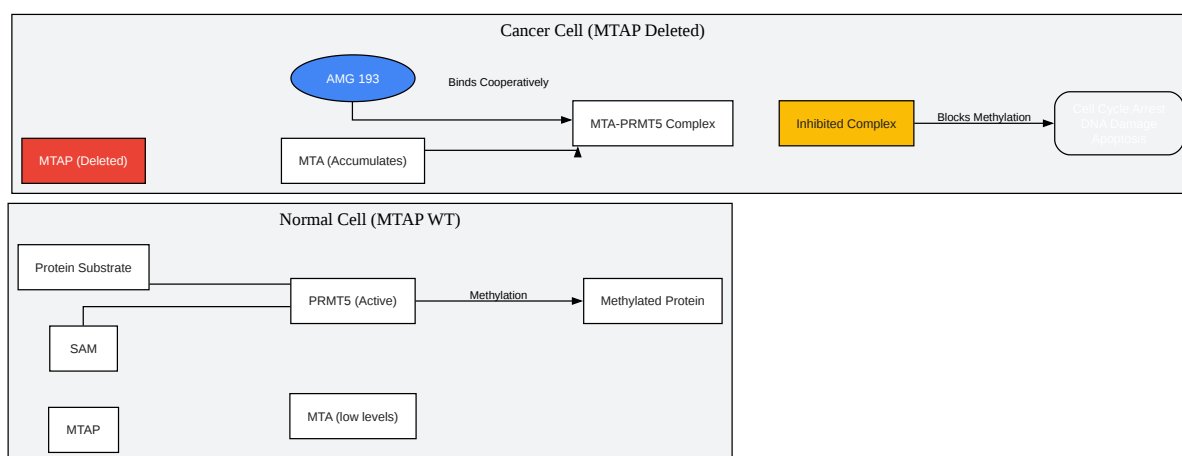 Cancer Cell (MTAP Deleted)
AMG 193
Binds Cooperatively
MTA-PRMT5 Complex
Inhibited Complex
Blocks Methylation
Cell Cycle Arrest
DNA Damage
Apoptosis
MTAP (Deleted)
MTA (Accumulates)
Normal Cell (MTAP WT)
Protein Substrate
PRMT5 (Active)
Methylation
Methylated Protein
SAM
MTAP
MTA (low levels)